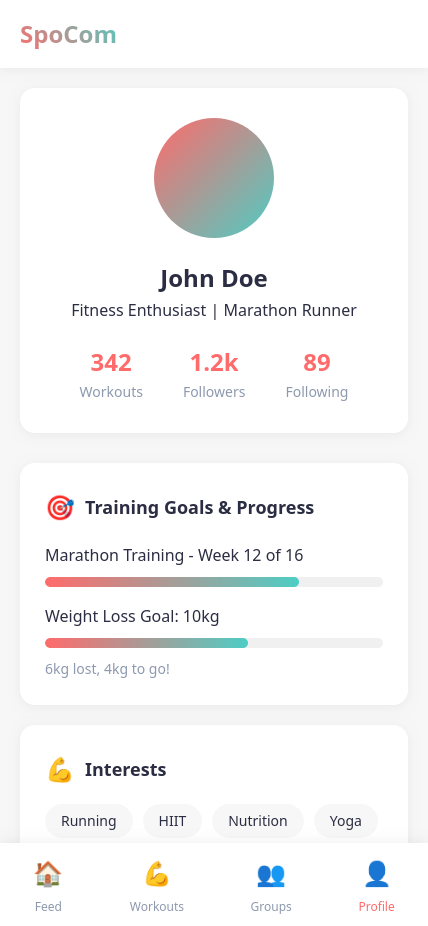 SpoCom
John Doe
Fitness Enthusiast | Marathon Runner
342 1.2k 89
Workouts Followers Following
Training Goals & Progress
Marathon Training - Week 12 of 16
Weight Loss Goal: 10kg
6kg lost, 4kg to go!
Interests
Running HIIT Nutrition Yoga
Feed Workouts Groups Profile